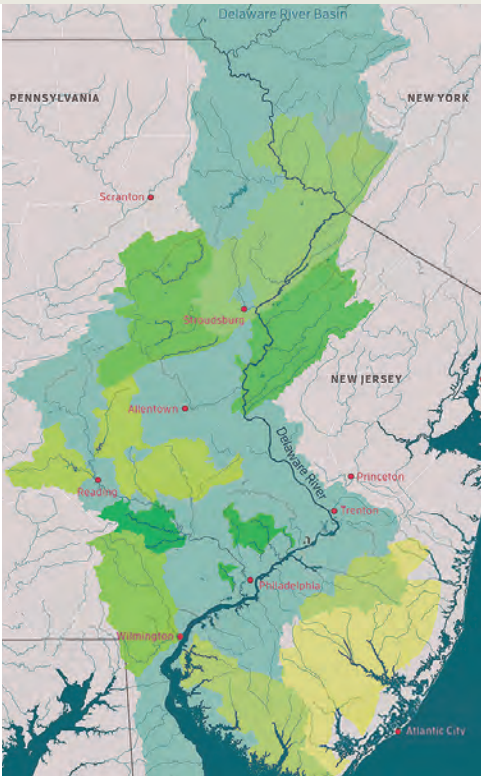 Delaware River Basin
PENNSYLVANIA
NEW YORK
Scranton
Stroudsburg
NEW JERSEY
Allentown
Delaware River
Princeton
Reading
Trenton
Philadelphia
Wilmington
Atlantic City